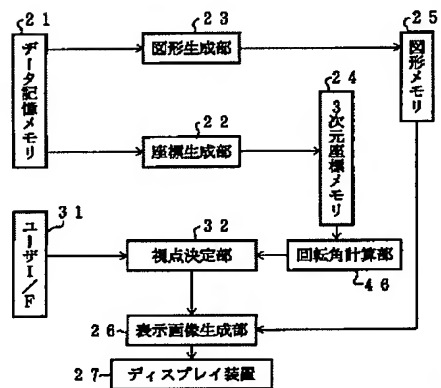 21
データ記憶メモリ
23
図形生成部
25
図形メモリ
22
座標生成部
24
3次元座標メモリ
31
ユーザI/F
32
視点決定部
回転角計算部
46
26
表示画像生成部
27
ディスプレイ装置